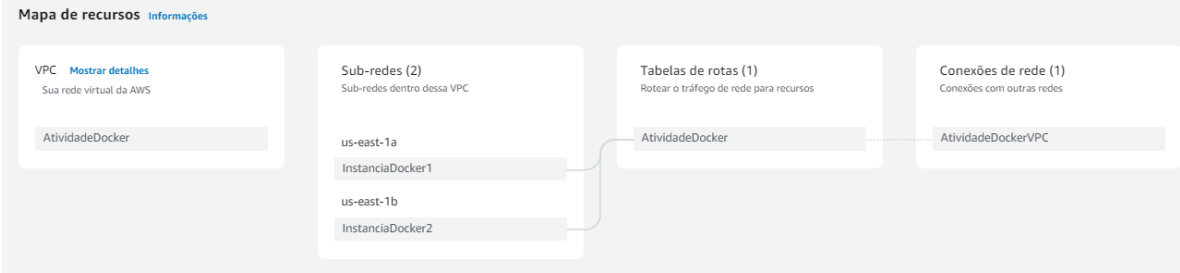 Mapa de recursos Informações
VPC Mostrar detalhes
Sua rede virtual da AWS
AtividadeDocker
Sub-redes (2)
Sub-redes dentro dessa VPC
us-east-1a
InstanciaDocker1
us-east-1b
InstanciaDocker2
Tabelas de rotas (1)
Rotear o tráfego de rede para recursos
AtividadeDocker
Conexões de rede (1)
Conexões com outras redes
AtividadeDockerVPC